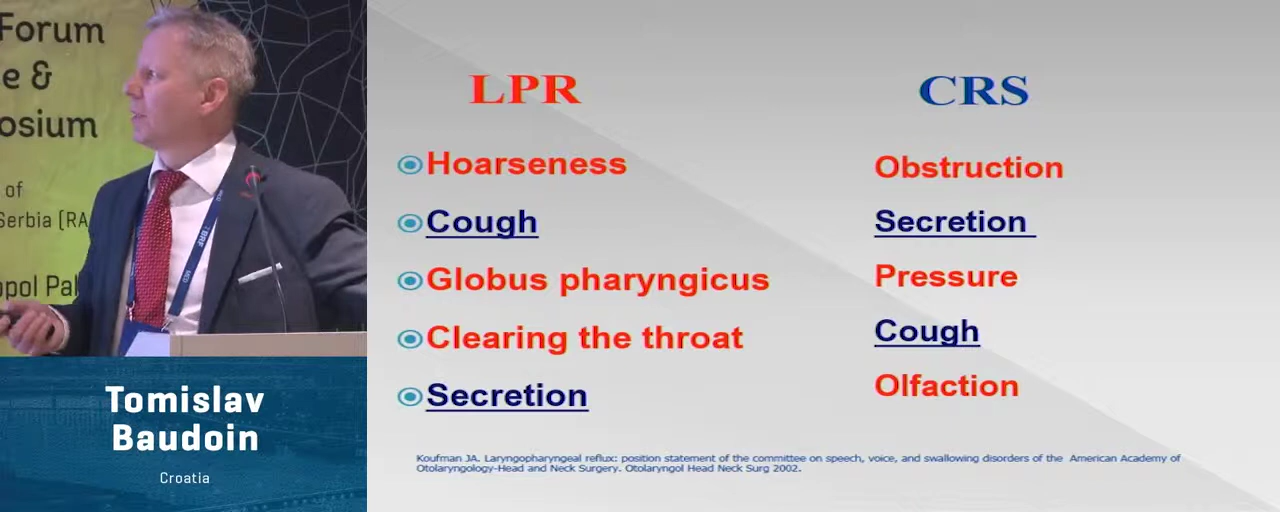 Forum
e &
osium
of
Serbia (RA
opol Pal
BRF
Tomislav
Baudoin
Croatia
LPR
Hoarseness
Cough
Globus pharyngicus
Clearing the throat
Secretion
CRS
Obstruction
Secretion
Pressure
Cough
Olfaction
Koufman JA. Laryngopharyngeal reflux: position statement of the committee on speech, voice, and swallowing disorders of the American Academy of
Otolaryngology-Head and Neck Surgery. Otolaryngol Head Neck Surg 2002.